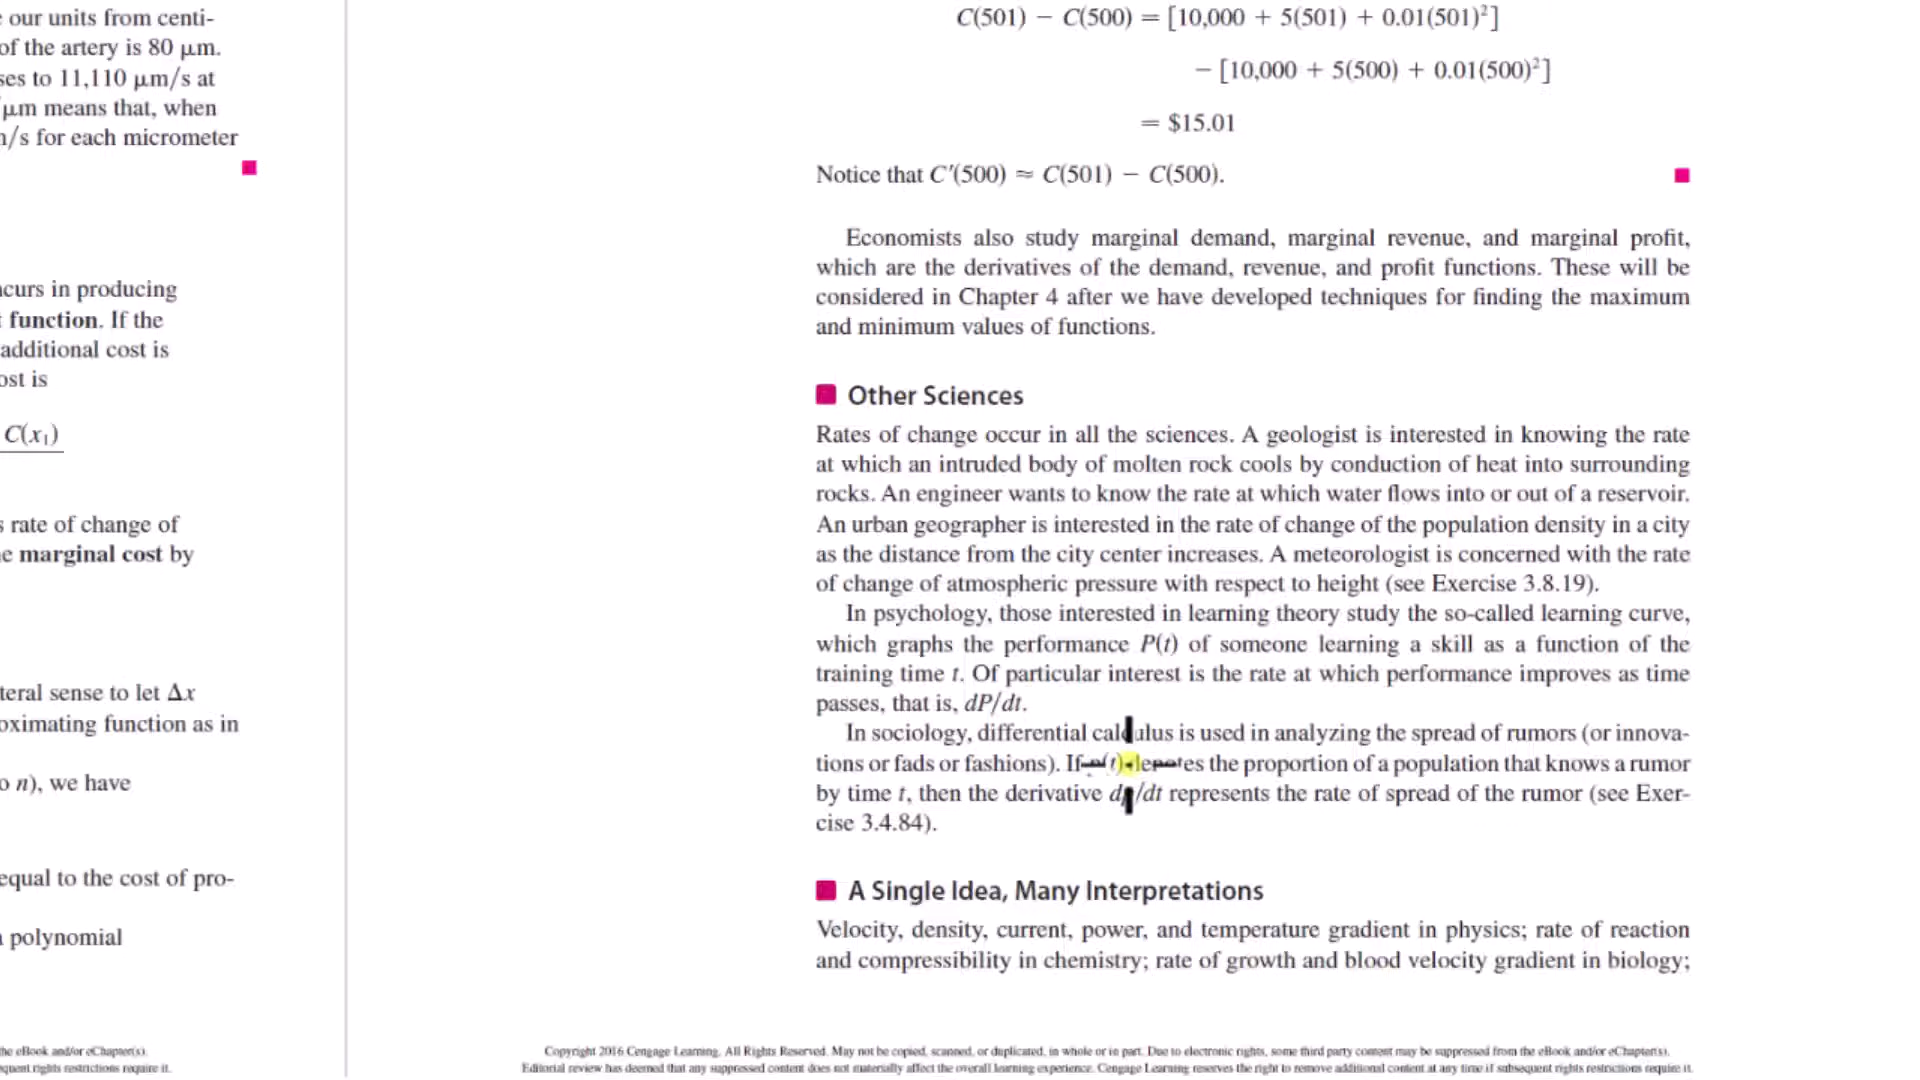 our units from centi-
of the artery is 80 μm.
ses to 11,110 μm/s at
μm means that, when
/s for each micrometer
curs in producing
function. If the
additional cost is
ost is
C(x₁)
rate of change of
e marginal cost by
teral sense to let Δx
oximating function as in
o n), we have
equal to the cost of pro-
polynomial
he eBook and/or eChapter(s).
equent rights restrictions require it.
C(501) − C(500) = [10,000 + 5(501) + 0.01(501)²]
− [10,000 + 5(500) + 0.01(500)²]
= $15.01
Notice that C′(500) ≈ C(501) − C(500).
Economists also study marginal demand, marginal revenue, and marginal profit,
which are the derivatives of the demand, revenue, and profit functions. These will be
considered in Chapter 4 after we have developed techniques for finding the maximum
and minimum values of functions.
Other Sciences
Rates of change occur in all the sciences. A geologist is interested in knowing the rate
at which an intruded body of molten rock cools by conduction of heat into surrounding
rocks. An engineer wants to know the rate at which water flows into or out of a reservoir.
An urban geographer is interested in the rate of change of the population density in a city
as the distance from the city center increases. A meteorologist is concerned with the rate
of change of atmospheric pressure with respect to height (see Exercise 3.8.19).
In psychology, those interested in learning theory study the so-called learning curve,
which graphs the performance P(t) of someone learning a skill as a function of the
training time t. Of particular interest is the rate at which performance improves as time
passes, that is, dP/dt.
In sociology, differential calculus is used in analyzing the spread of rumors (or innova-
tions or fads or fashions). If p(t) denotes the proportion of a population that knows a rumor
by time t, then the derivative dp/dt represents the rate of spread of the rumor (see Exer-
cise 3.4.84).
A Single Idea, Many Interpretations
Velocity, density, current, power, and temperature gradient in physics; rate of reaction
and compressibility in chemistry; rate of growth and blood velocity gradient in biology;
Copyright 2016 Cengage Learning. All Rights Reserved. May not be copied, scanned, or duplicated, in whole or in part. Due to electronic rights, some third party content may be suppressed from the eBook and/or eChapter(s).
Editorial review has deemed that any suppressed content does not materially affect the overall learning experience. Cengage Learning reserves the right to remove additional content at any time if subsequent rights restrictions require it.